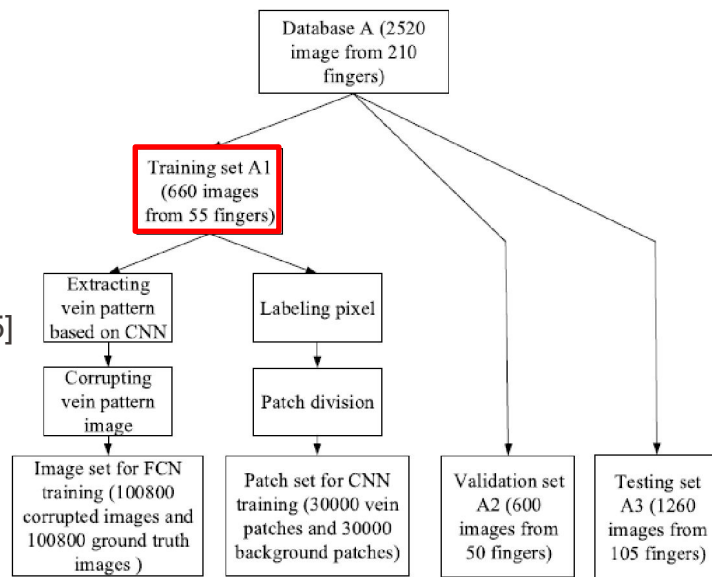 Database A (2520
image from 210
fingers)
Training set A1
(660 images
from 55 fingers)
Extracting
vein pattern
based on CNN
Labeling pixel
5]
Corrupting
vein pattern
image
Patch division
Image set for FCN
training (100800
corrupted images and
100800 ground truth
images )
Patch set for CNN
training (30000 vein
patches and 30000
background patches)
Validation set
A2 (600
images from
50 fingers)
Testing set
A3 (1260
images from
105 fingers)